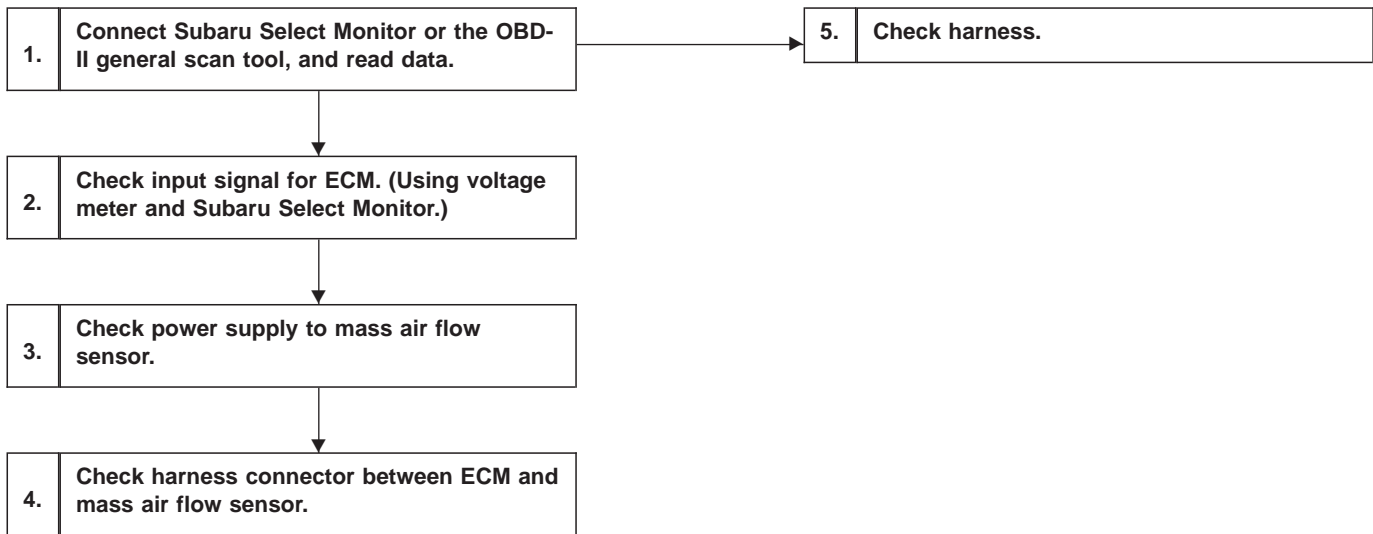 1.
Connect Subaru Select Monitor or the OBD-
II general scan tool, and read data.
5.
Check harness.
2.
Check input signal for ECM. (Using voltage
meter and Subaru Select Monitor.)
3.
Check power supply to mass air flow
sensor.
4.
Check harness connector between ECM and
mass air flow sensor.